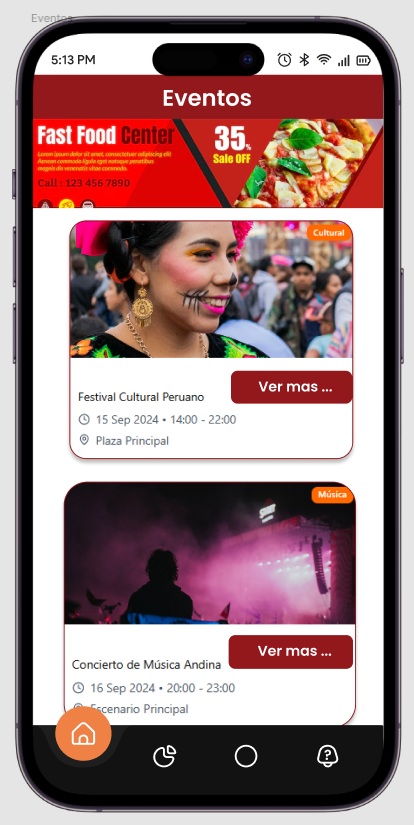 Eventos
5:13 PM
Eventos
Fast Food Center
Lorem ipsum dolor sit amet, consectetuer adipiscing elit
Aenean commodo ligula eget natoque penatibus
magnis dis venenatis vitae commodo.
Call : 123 456 7890
35%
Sale OFF
Cultural
Ver mas ...
Festival Cultural Peruano
15 Sep 2024 • 14:00 - 22:00
Plaza Principal
Música
Ver mas ...
Concierto de Música Andina
16 Sep 2024 • 20:00 - 23:00
Escenario Principal